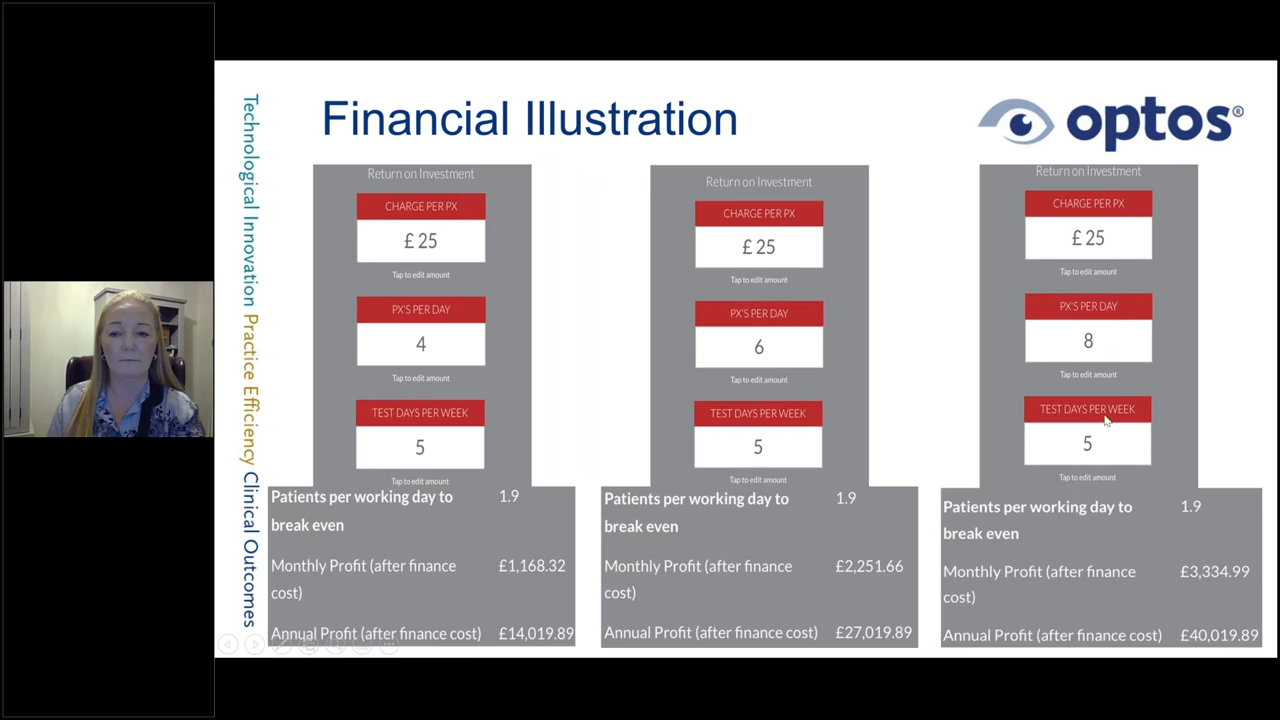 Technological Innovation Practice Efficiency Clinical Outcomes
Financial Illustration
optos®
Return on Investment
CHARGE PER PX
£ 25
Tap to edit amount
PX'S PER DAY
4
Tap to edit amount
TEST DAYS PER WEEK
5
Tap to edit amount
Patients per working day to 1.9
break even
Monthly Profit (after finance £1,168.32
cost)
Annual Profit (after finance cost) £14,019.89
Return on Investment
CHARGE PER PX
£ 25
Tap to edit amount
PX'S PER DAY
6
Tap to edit amount
TEST DAYS PER WEEK
5
Tap to edit amount
Patients per working day to 1.9
break even
Monthly Profit (after finance £2,251.66
cost)
Annual Profit (after finance cost) £27,019.89
Return on Investment
CHARGE PER PX
£ 25
Tap to edit amount
PX'S PER DAY
8
Tap to edit amount
TEST DAYS PER WEEK
5
Tap to edit amount
Patients per working day to 1.9
break even
Monthly Profit (after finance £3,334.99
cost)
Annual Profit (after finance cost) £40,019.89